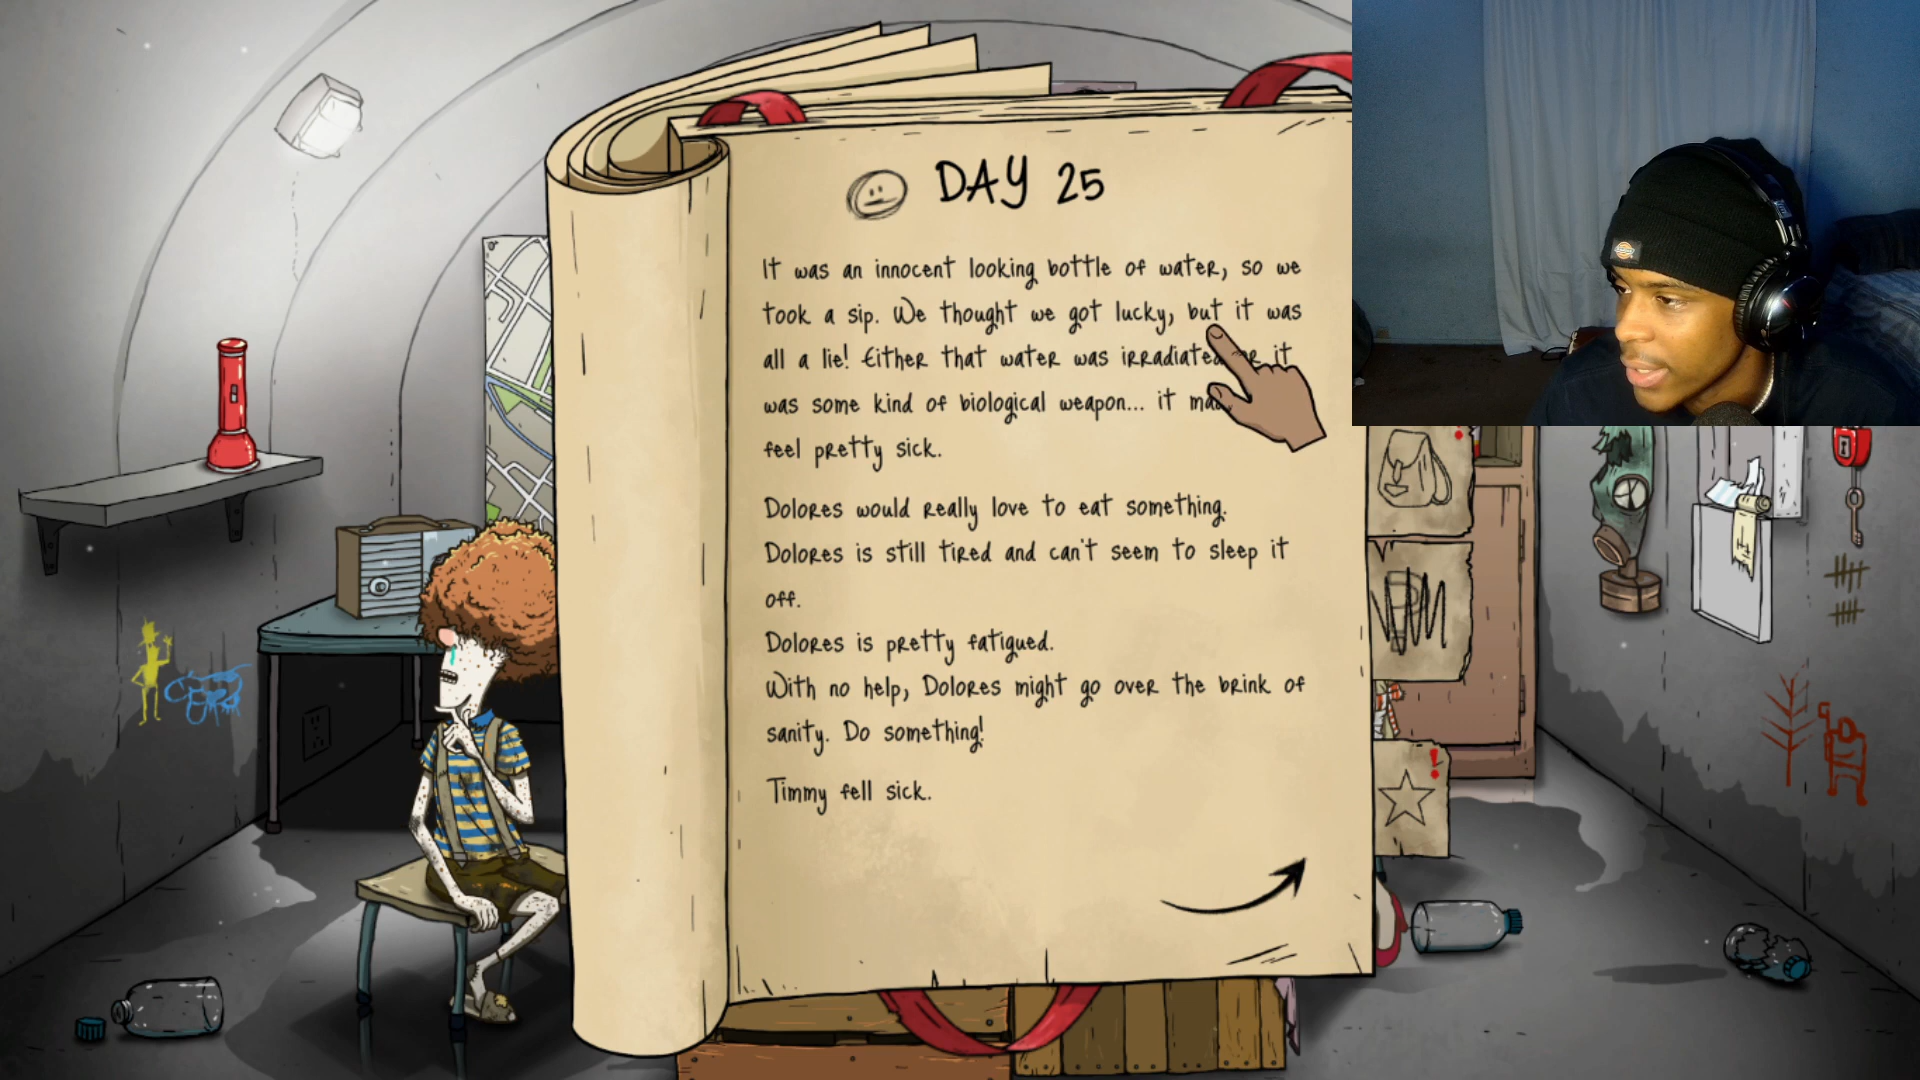 DAY 25
It was an innocent looking bottle of water, so we
took a sip. We thought we got lucky, but it was
all a lie! Either that water was irradiated or it
was some kind of biological weapon... it
feel pretty sick.
Dolores would really love to eat something.
Dolores is still tired and can't seem to sleep it
off.
Dolores is pretty fatigued.
With no help, Dolores might go over the brink of
sanity. Do something!
Timmy fell sick.